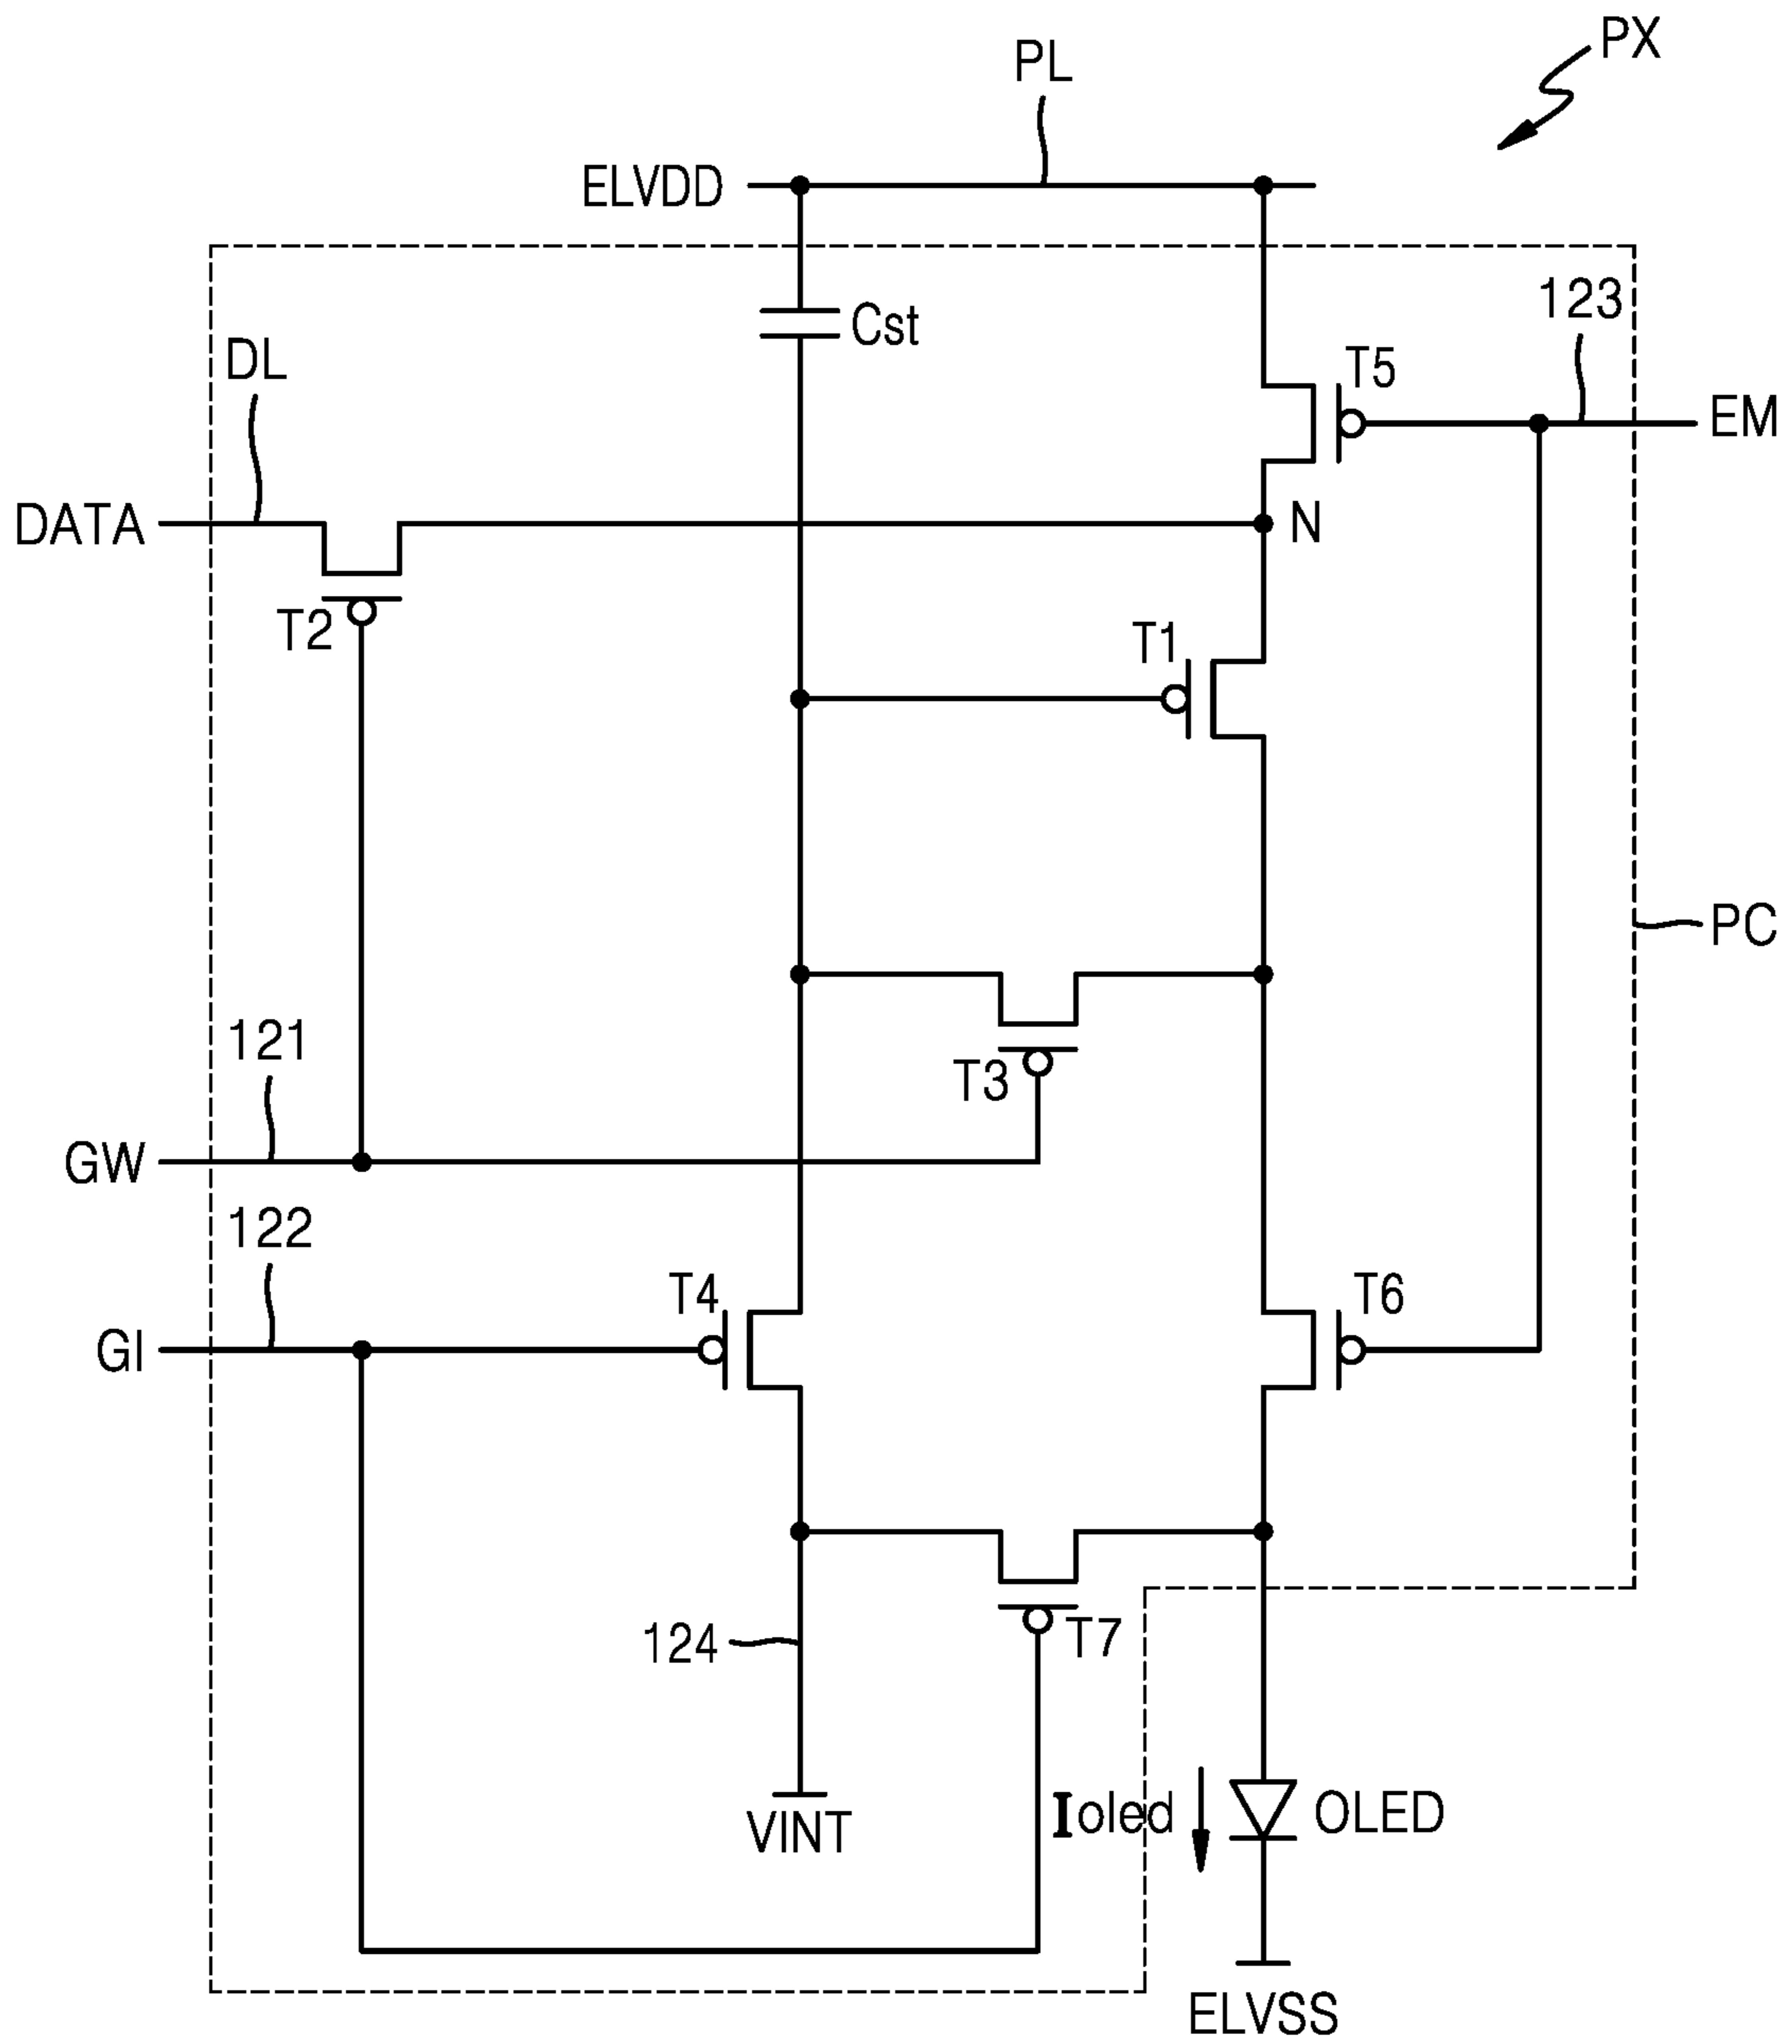 PX
PL
ELVDD
123
Cst
DL
T5
EM
DATA
N
T2
T1
PC
121
T3
GW
122
T4
T6
GI
124
T7
Ioled
OLED
VINT
ELVSS